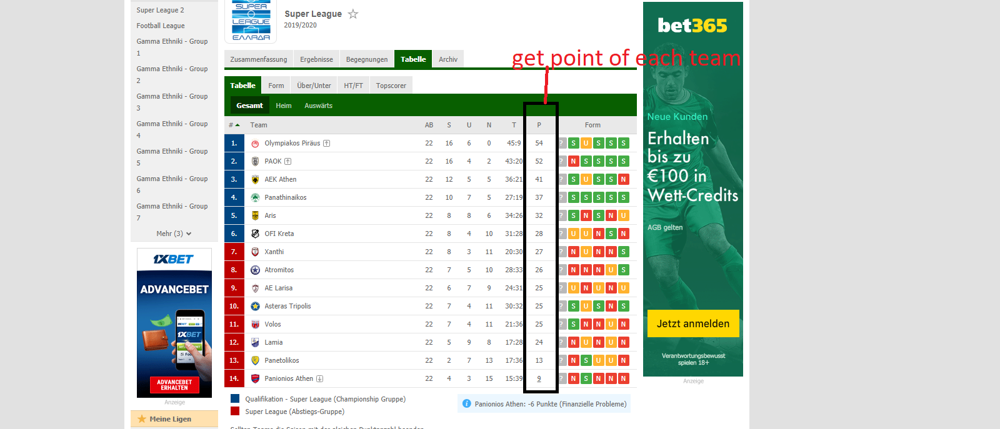 Super League 2
Football League
Gamma Ethniki - Group
1
Gamma Ethniki - Group
2
Gamma Ethniki - Group
3
Gamma Ethniki - Group
4
Gamma Ethniki - Group
5
Gamma Ethniki - Group
6
Gamma Ethniki - Group
7
Mehr (3)
1XBET
ADVANCEBET
1XBET
ADVANCEBET
ERHALTEN
Anzeige
Meine Ligen
SUPER
LEAGUE
ΕΛΛΑΔΑ
Super League
2019/2020
Zusammenfassung Ergebnisse Begegnungen Tabelle Archiv
get point of each team
Tabelle Form Über/Unter HT/FT Topscorer
Gesamt Heim Auswärts
# Team AB S U N T P Form
1. Olympiakos Piräus 22 16 6 0 45:9 54 ? S U S S S
2. PAOK 22 16 4 2 43:20 52 ? N S S S S
3. AEK Athen 22 12 5 5 36:21 41 ? S U S S N
4. Panathinaikos 22 10 7 5 27:19 37 ? S S S S S
5. Aris 22 8 8 6 34:26 32 ? S N S N U
6. OFI Kreta 22 8 4 10 31:28 28 ? U U N S N
7. Xanthi 22 8 3 11 20:30 27 ? N U N N S
8. Atromitos 22 7 5 10 28:33 26 ? N N N U S
9. AE Larisa 22 6 7 9 24:31 25 ? U N U N U
10. Asteras Tripolis 22 7 4 11 30:32 25 ? S U S N S
11. Volos 22 7 4 11 21:36 25 ? S N N U N
12. Lamia 22 5 9 8 17:28 24 ? N U N U N
13. Panetolikos 22 2 7 13 17:36 13 ? N S U U N
14. Panionios Athen 22 4 3 15 15:39 9 ? N S N N N
Qualifikation - Super League (Championship Gruppe)
Super League (Abstiegs-Gruppe)
Panionios Athen: -6 Punkte (Finanzielle Probleme)
Sollten Teams die Saison mit der gleichen Punktanzahl beenden
bet365
Neue Kunden
Erhalten
bis zu
€100 in
Wett-Credits
AGB gelten
Jetzt anmelden
Verantwortungsbewusst
spielen 18+
Anzeige